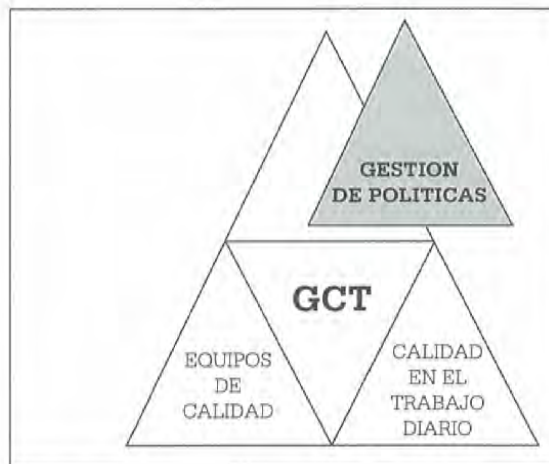 GESTION
DE POLITICAS
GCT
EQUIPOS
DE
CALIDAD
CALIDAD
EN EL
TRABAJO
DIARIO